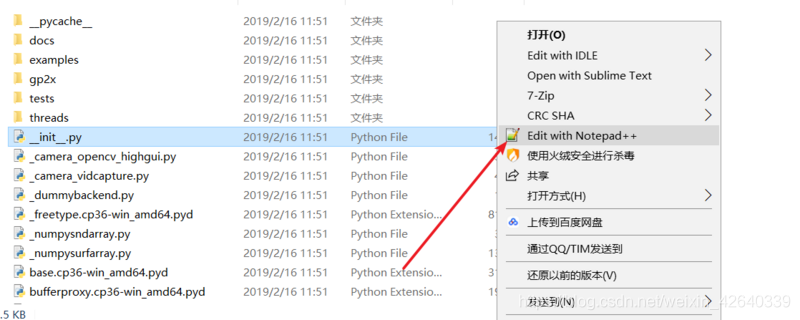 __pycache__ 2019/2/16 11:51 文件夹
docs 2019/2/16 11:51 文件夹
examples 2019/2/16 11:51 文件夹
gp2x 2019/2/16 11:51 文件夹
tests 2019/2/16 11:51 文件夹
threads 2019/2/16 11:51 文件夹
__init__.py 2019/2/16 11:51 Python File
_camera_opencv_highgui.py 2019/2/16 11:51 Python File
_camera_vidcapture.py 2019/2/16 11:51 Python File
_dummybackend.py 2019/2/16 11:51 Python File
_freetype.cp36-win_amd64.pyd 2019/2/16 11:51 Python Extensio... 81
_numpysndarray.py 2019/2/16 11:51 Python File
_numpysurfarray.py 2019/2/16 11:51 Python File 13
base.cp36-win_amd64.pyd 2019/2/16 11:51 Python Extensio... 31
bufferproxy.cp36-win_amd64.pyd 2019/2/16 11:51 Python Extensio... 19
.5 KB
打开(O)
Edit with IDLE
Open with Sublime Text
7-Zip
CRC SHA
Edit with Notepad++
使用火绒安全进行杀毒
共享
打开方式(H)
上传到百度网盘
通过QQ/TIM发送到
还原以前的版本(V)
发送到(N)
blog.csdn.net/weixin_42640339